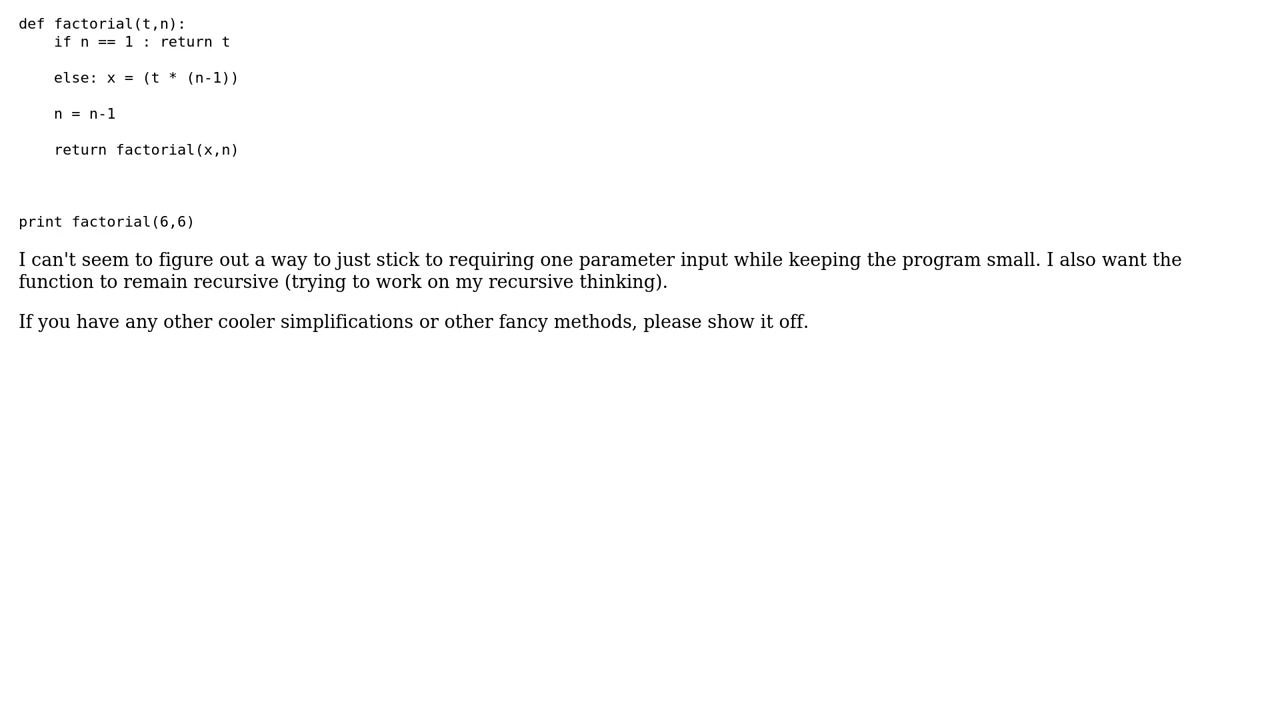 def factorial(t,n):
    if n == 1 : return t
    else: x = (t * (n-1))
    n = n-1
    return factorial(x,n)
print factorial(6,6)
I can't seem to figure out a way to just stick to requiring one parameter input while keeping the program small. I also want the
function to remain recursive (trying to work on my recursive thinking).
If you have any other cooler simplifications or other fancy methods, please show it off.